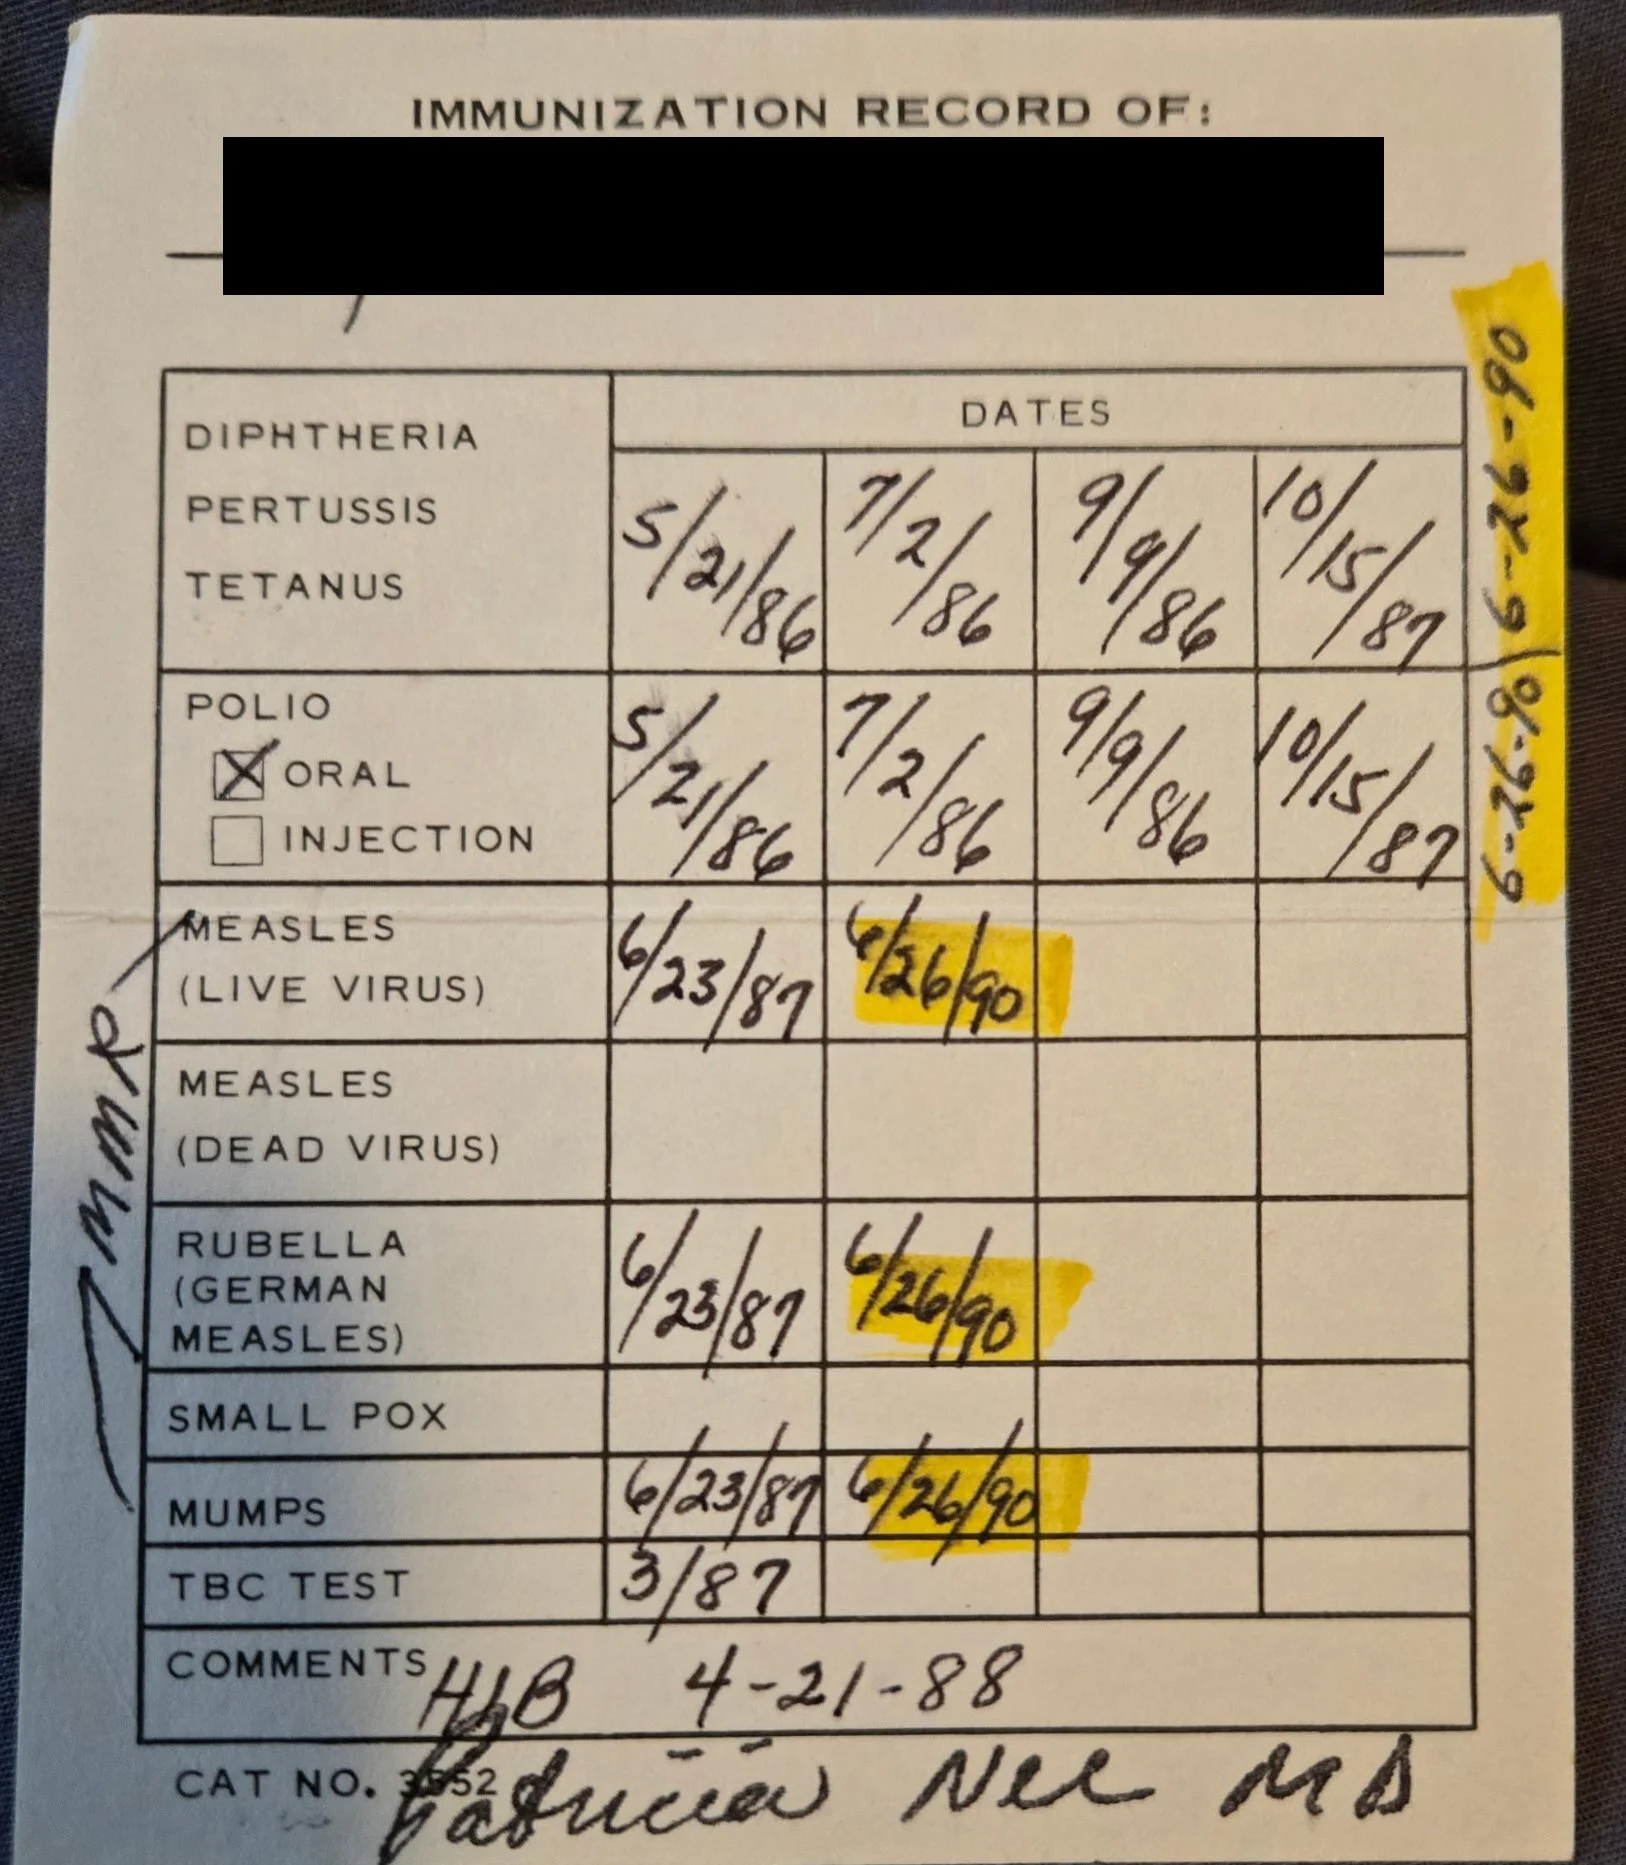 IMMUNIZATION RECORD OF:
DATES
DIPHTHERIA
PERTUSSIS
TETANUS
5/21/86 7/2/86 9/9/86 10/15/87 6-26-90
POLIO
X ORAL
INJECTION
5/21/86 7/2/86 9/9/86 10/15/87 6-26-90
MMR
MEASLES
(LIVE VIRUS)
6/23/87 6/26/90
MEASLES
(DEAD VIRUS)
RUBELLA
(GERMAN
MEASLES)
6/23/87 6/26/90
SMALL POX
MUMPS 6/23/87 6/26/90
TBC TEST 3/87
COMMENTS HIB 4-21-88
CAT NO.
Patricia Nee MD